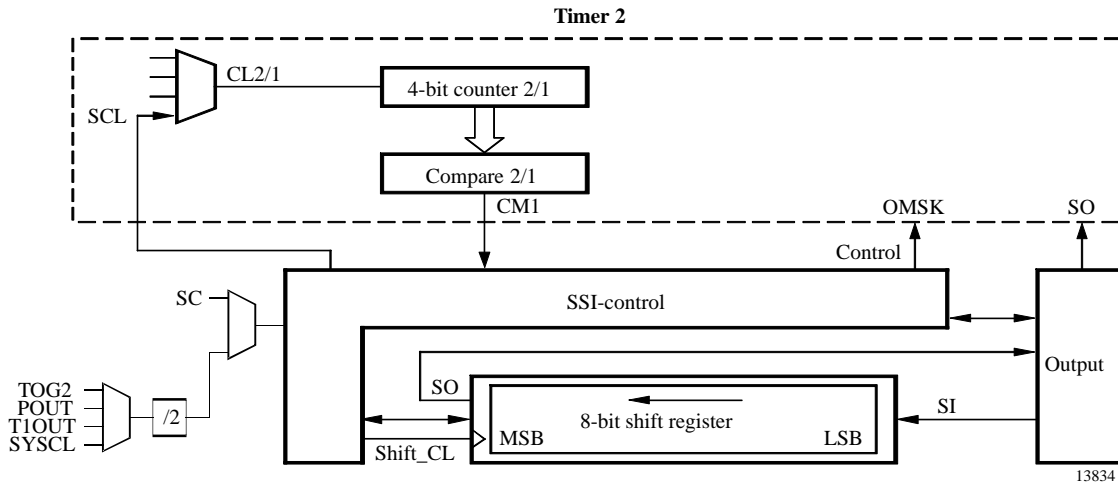 Timer 2
CL2/1
4-bit counter 2/1
SCL
Compare 2/1
CM1
OMSK
SO
Control
SC
SSI-control
TOG2
POUT
T1OUT
SYSCL
/2
SO
Output
8-bit shift register
SI
MSB
LSB
Shift_CL
13834